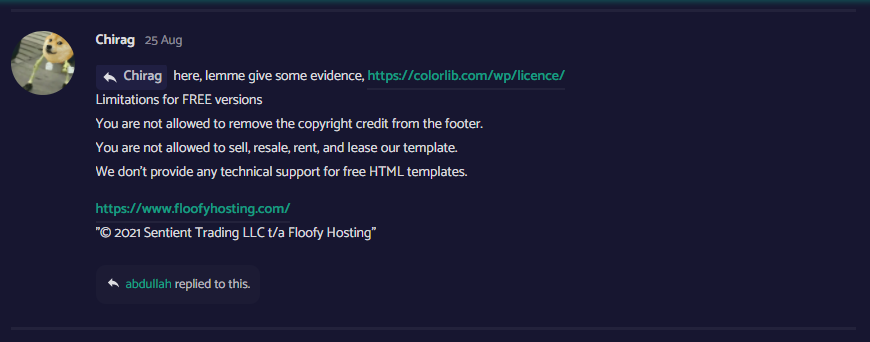 Chirag 25 Aug
Chirag here, lemme give some evidence, https://colorlib.com/wp/licence/
Limitations for FREE versions
You are not allowed to remove the copyright credit from the footer.
You are not allowed to sell, resale, rent, and lease our template.
We don't provide any technical support for free HTML templates.
https://www.floofyhosting.com/
"© 2021 Sentient Trading LLC t/a Floofy Hosting"
abdullah replied to this.